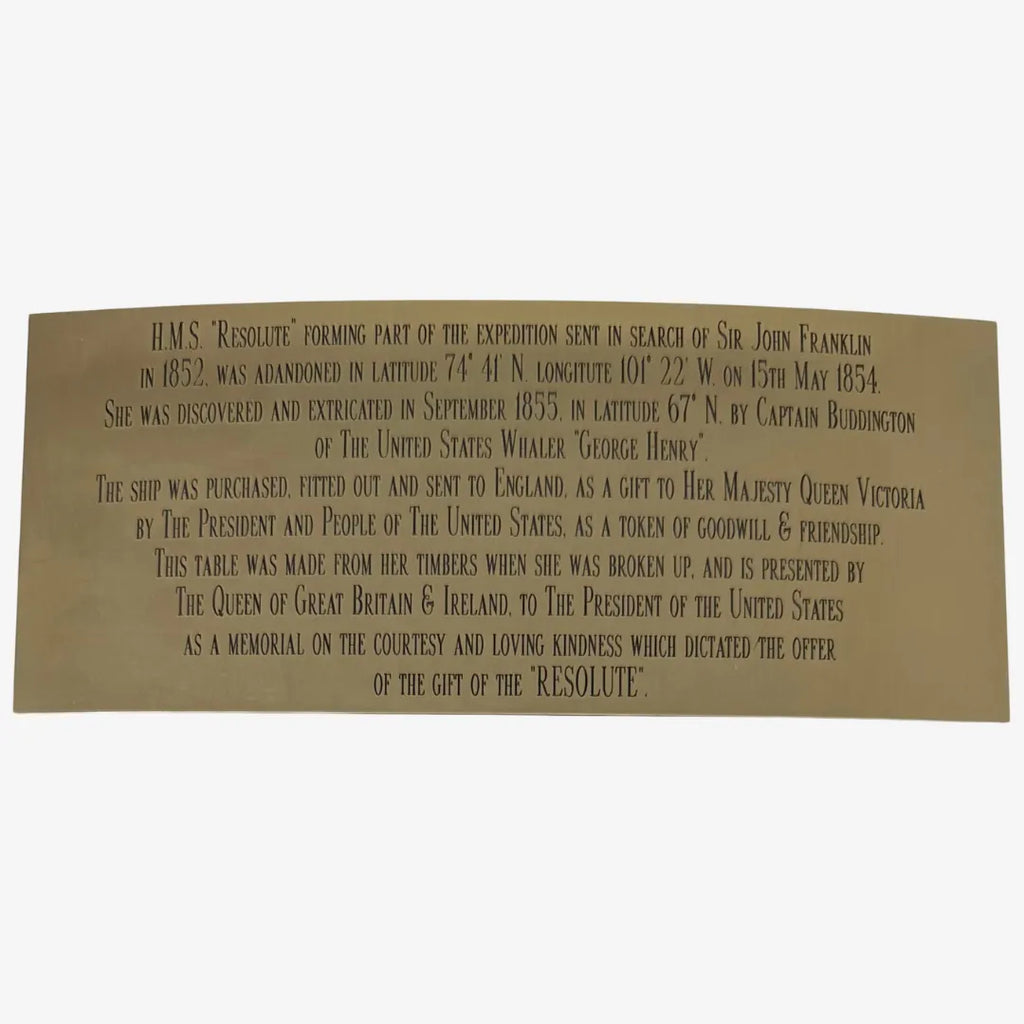 H.M.S. "Resolute" forming part of the expedition sent in search of Sir John Franklin
in 1852, was adandoned in latitude 74° 41' N. longitute 101° 22' W. on 15th May 1854.
She was discovered and extricated in September 1855, in latitude 67° N. by Captain Buddington
of The United States Whaler "George Henry".
The ship was purchased, fitted out and sent to England, as a gift to Her Majesty Queen Victoria
by The President and People of The United States, as a token of goodwill & friendship.
This table was made from her timbers when she was broken up, and is presented by
The Queen of Great Britain & Ireland, to The President of the United States
as a memorial on the courtesy and loving kindness which dictated the offer
of the gift of the "RESOLUTE".